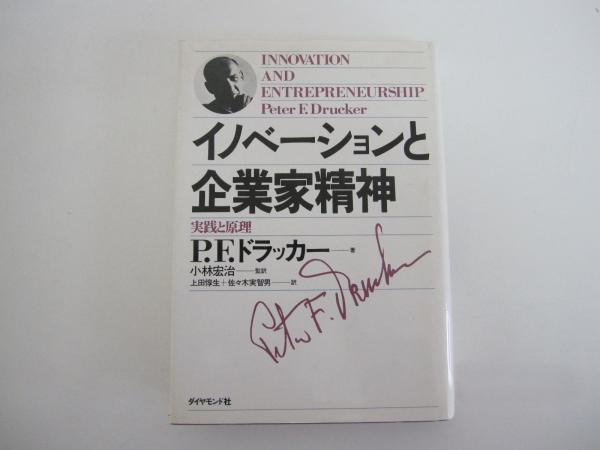 INNOVATION
AND
ENTREPRENEURSHIP
Peter F. Drucker
イノベーションと
企業家精神
実践と原理
P.F.ドラッカー——著
小林宏治——監訳
上田惇生+佐々木実智男——訳
Peter F. Drucker
ダイヤモンド社